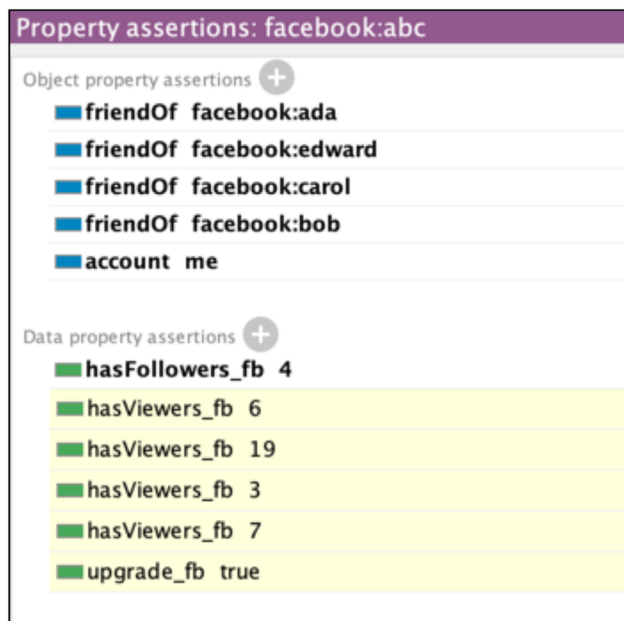 Property assertions: facebook:abc
Object property assertions
friendOf facebook:ada
friendOf facebook:edward
friendOf facebook:carol
friendOf facebook:bob
account me
Data property assertions
hasFollowers_fb 4
hasViewers_fb 6
hasViewers_fb 19
hasViewers_fb 3
hasViewers_fb 7
upgrade_fb true